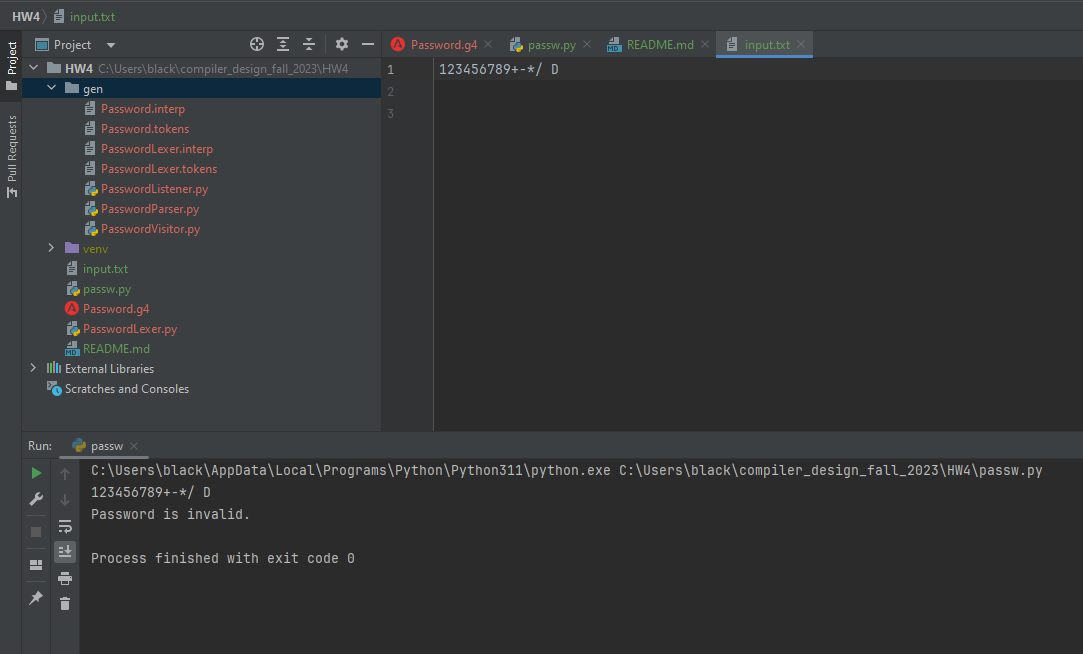 HW4 input.txt
Project
Pull Requests
Project
Password.g4 passw.py README.md input.txt
HW4 C:\Users\black\compiler_design_fall_2023\HW4
gen
Password.interp
Password.tokens
PasswordLexer.interp
PasswordLexer.tokens
PasswordListener.py
PasswordParser.py
PasswordVisitor.py
venv
input.txt
passw.py
Password.g4
PasswordLexer.py
README.md
External Libraries
Scratches and Consoles
1 123456789+-*/ D
2
3
Run: passw
C:\Users\black\AppData\Local\Programs\Python\Python311\python.exe C:\Users\black\compiler_design_fall_2023\HW4\passw.py
123456789+-*/ D
Password is invalid.
Process finished with exit code 0